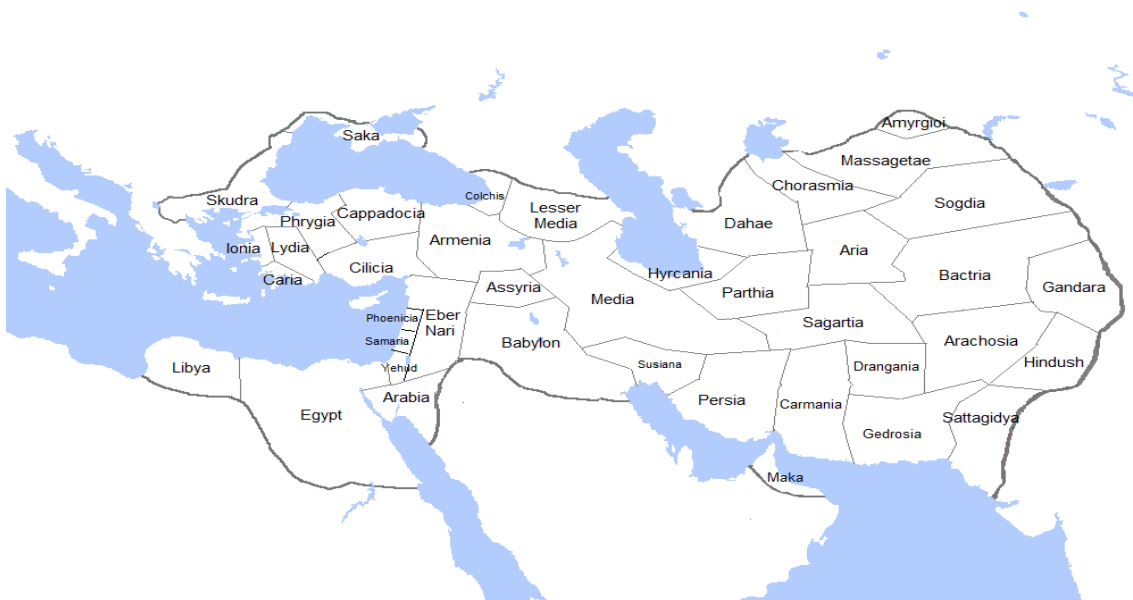 Amyrgioi
Saka
Massagetae
Chorasmia
Colchis
Skudra
Sogdia
Lesser
Media
Cappadocia
Phrygia
Dahae
Armenia
Ionia
Lydia
Aria
Cilicia
Hyrcania
Bactria
Caria
Assyria
Parthia
Gandara
Media
Eber
Nari
Phoenicia
Sagartia
Samaria
Babylon
Arachosia
Hindush
Libya
Yehud
Susiana
Drangania
Arabia
Persia
Carmania
Egypt
Sattagidya
Gedrosia
Maka